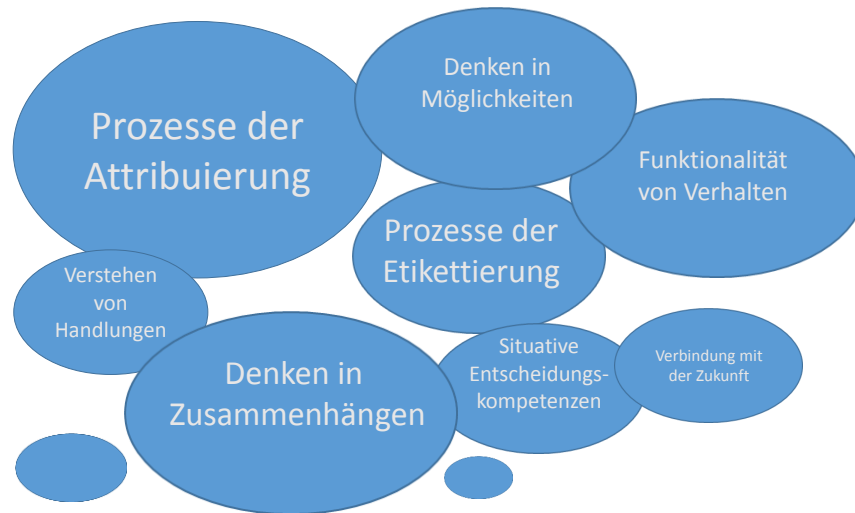 Prozesse der
Attribuierung
Denken in
Möglichkeiten
Funktionalität
von Verhalten
Prozesse der
Etikettierung
Verstehen
von
Handlungen
Denken in
Zusammenhängen
Situative
Entscheidungs-
kompetenzen
Verbindung mit
der Zukunft